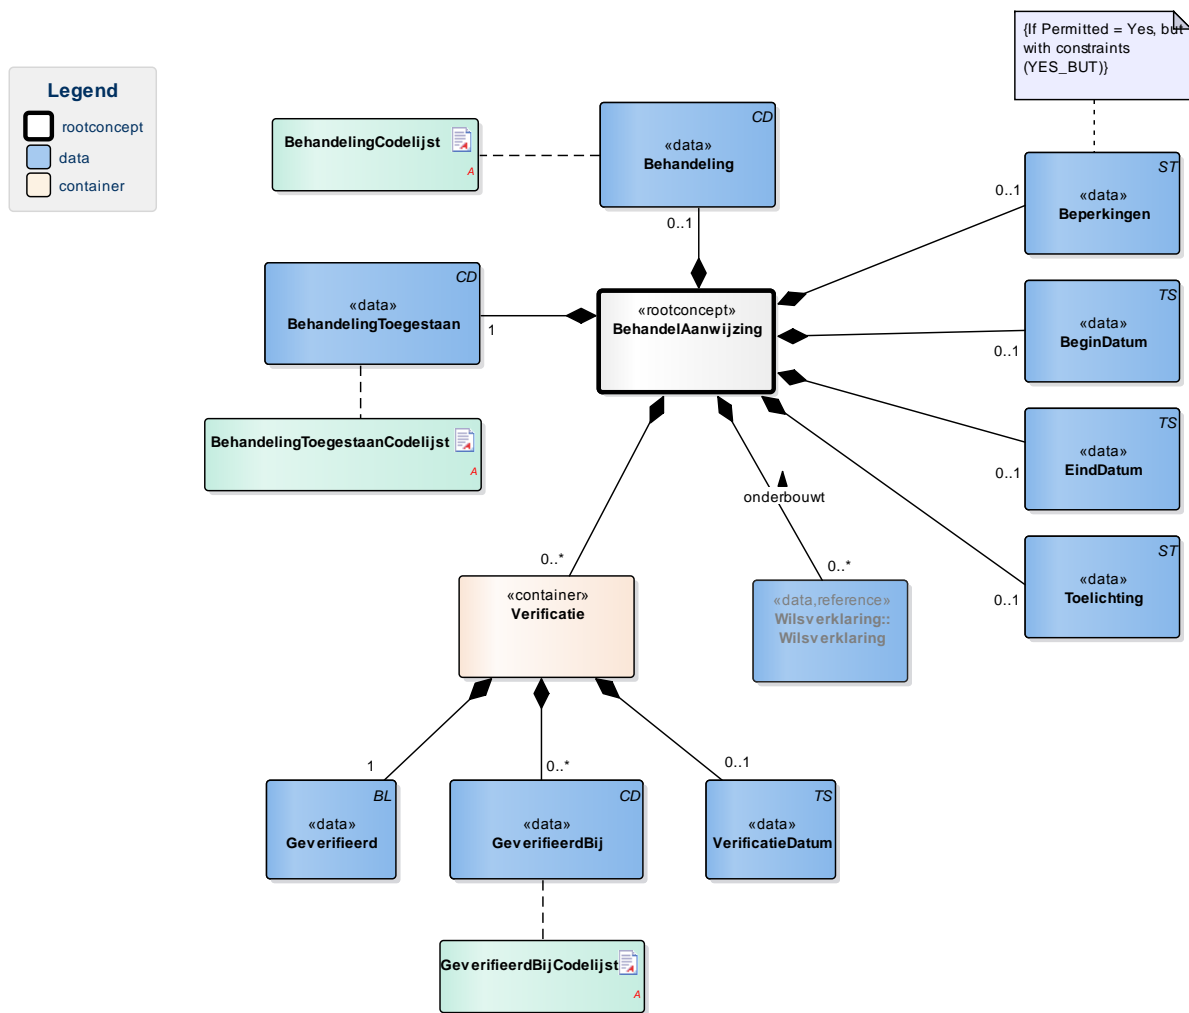 {If Permitted = Yes, but
with constraints
(YES_BUT)}
Legend
rootconcept
data
container
BehandelingCodelijst
A
CD
«data»
Behandeling
0..1
ST
«data»
Beperkingen
0..1
CD
«data»
BehandelingToegestaan
1
«rootconcept»
BehandelAanwijzing
TS
«data»
BeginDatum
0..1
BehandelingToegestaanCodelijst
A
TS
«data»
EindDatum
0..1
onderbouwt
0..*
0..*
ST
«data»
Toelichting
0..1
«container»
Verificatie
«data,reference»
Wilsverklaring::
Wilsverklaring
1
0..*
0..1
BL
«data»
Geverifieerd
CD
«data»
GeverifieerdBij
TS
«data»
VerificatieDatum
GeverifieerdBijCodelijst
A